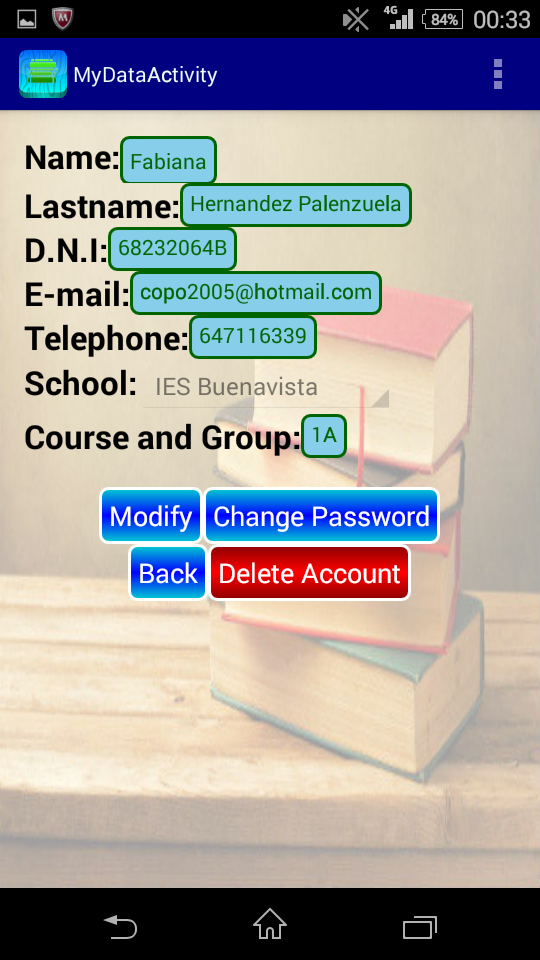 4G 84% 00:33
MyDataActivity
Name: Fabiana
Lastname: Hernandez Palenzuela
D.N.I: 68232064B
E-mail: copo2005@hotmail.com
Telephone: 647116339
School: IES Buenavista
Course and Group: 1A
Modify Change Password
Back Delete Account